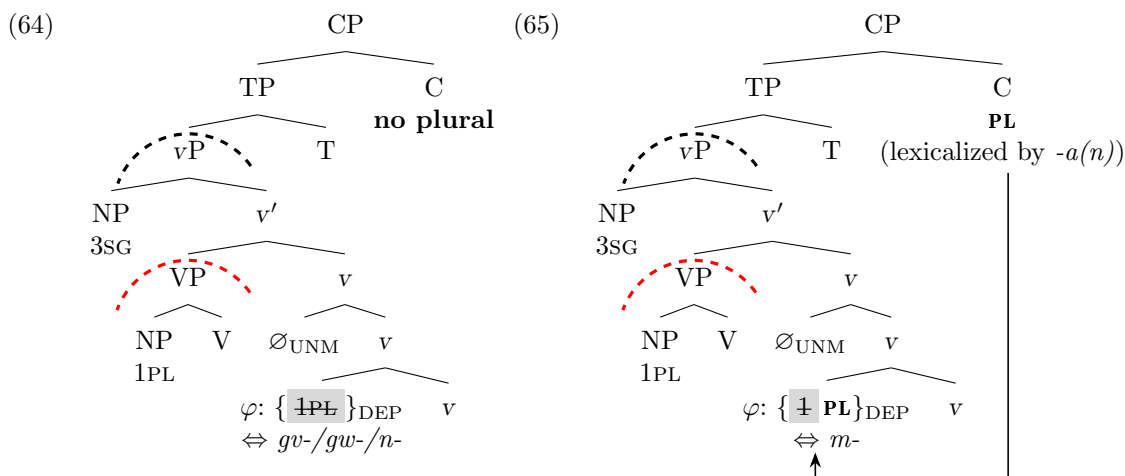 (64) CP (65) CP
TP C TP C
no plural PL
vP T vP T (lexicalized by -a(n))
NP v′ NP v′
3SG 3SG
VP v VP v
NP V ∅UNM v NP V ∅UNM v
1PL 1PL
φ: { 1PL }DEP v φ: { 1 PL}DEP v
⇔ gv-/gw-/n- ⇔ m-